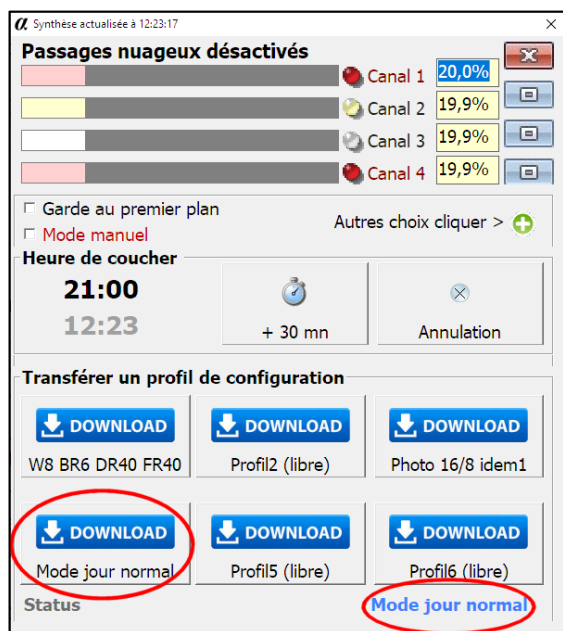 α Synthèse actualisée à 12:23:17
Passages nuageux désactivés
Canal 1 20,0%
Canal 2 19,9%
Canal 3 19,9%
Canal 4 19,9%
Garde au premier plan
Autres choix cliquer >
Mode manuel
Heure de coucher
21:00
12:23
+ 30 mn
Annulation
Transférer un profil de configuration
DOWNLOAD DOWNLOAD DOWNLOAD
W8 BR6 DR40 FR40 Profil2 (libre) Photo 16/8 idem1
DOWNLOAD DOWNLOAD DOWNLOAD
Mode jour normal Profil5 (libre) Profil6 (libre)
Status Mode jour normal